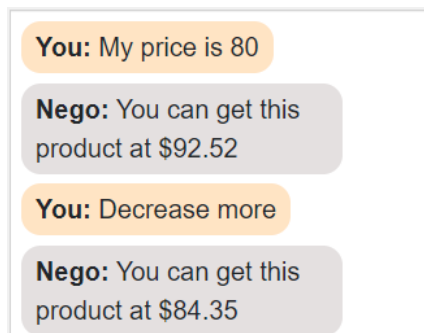 You: My price is 80
Nego: You can get this
product at $92.52
You: Decrease more
Nego: You can get this
product at $84.35